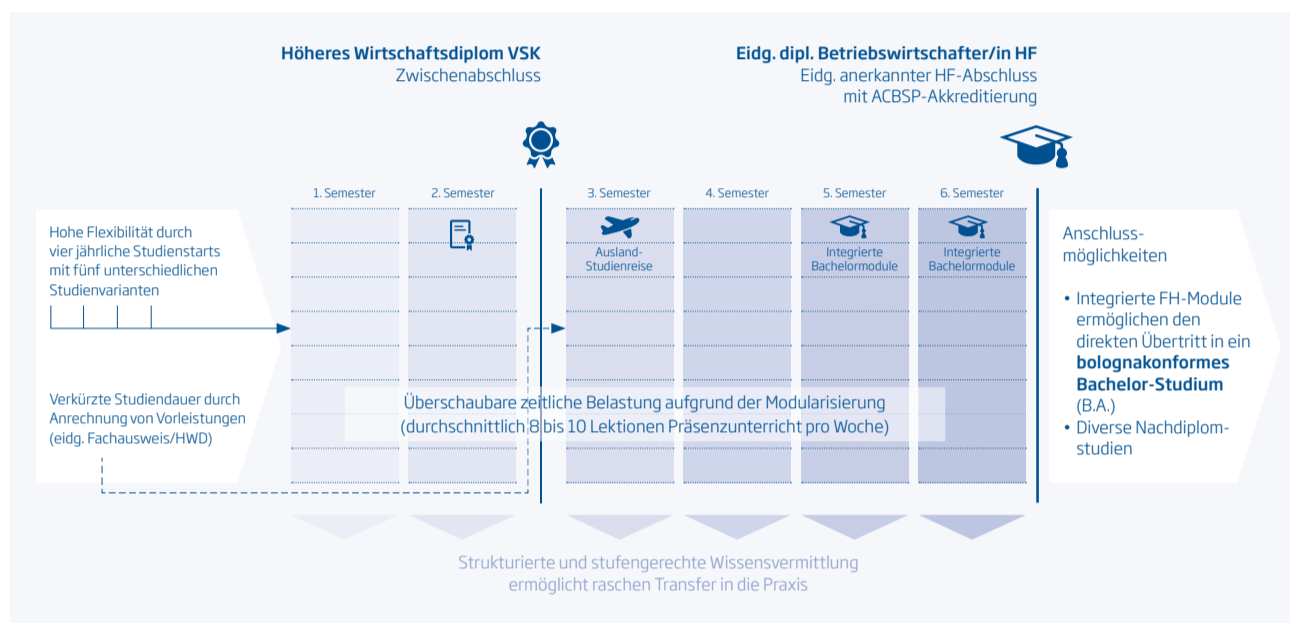 Höheres Wirtschaftsdiplom VSK
Zwischenabschluss
Eidg. dipl. Betriebswirtschafter/in HF
Eidg. anerkannter HF-Abschluss
mit ACBSP-Akkreditierung
1. Semester
2. Semester
3. Semester
4. Semester
5. Semester
6. Semester
Hohe Flexibilität durch
vier jährliche Studienstarts
mit fünf unterschiedlichen
Studienvarianten
Verkürzte Studiendauer durch
Anrechnung von Vorleistungen
(eidg. Fachausweis/HWD)
Ausland-
Studienreise
Integrierte
Bachelormodule
Integrierte
Bachelormodule
Überschaubare zeitliche Belastung aufgrund der Modularisierung
(durchschnittlich 8 bis 10 Lektionen Präsenzunterricht pro Woche)
Anschluss-
möglichkeiten
• Integrierte FH-Module
ermöglichen den
direkten Übertritt in ein
bolognakonformes
Bachelor-Studium
(B.A.)
• Diverse Nachdiplom-
studien
Strukturierte und stufengerechte Wissensvermittlung
ermöglicht raschen Transfer in die Praxis